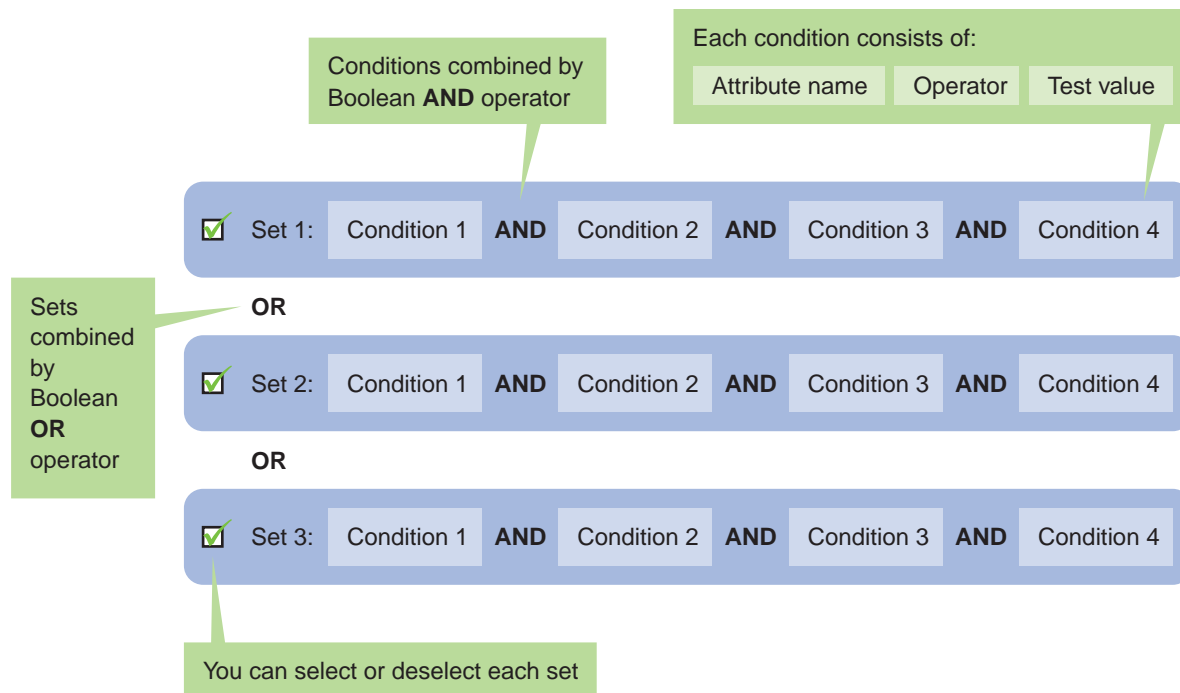 Each condition consists of:
Attribute name Operator Test value
Conditions combined by
Boolean AND operator
Set 1: Condition 1 AND Condition 2 AND Condition 3 AND Condition 4
Sets
combined
by
Boolean
OR
operator
OR
Set 2: Condition 1 AND Condition 2 AND Condition 3 AND Condition 4
OR
Set 3: Condition 1 AND Condition 2 AND Condition 3 AND Condition 4
You can select or deselect each set